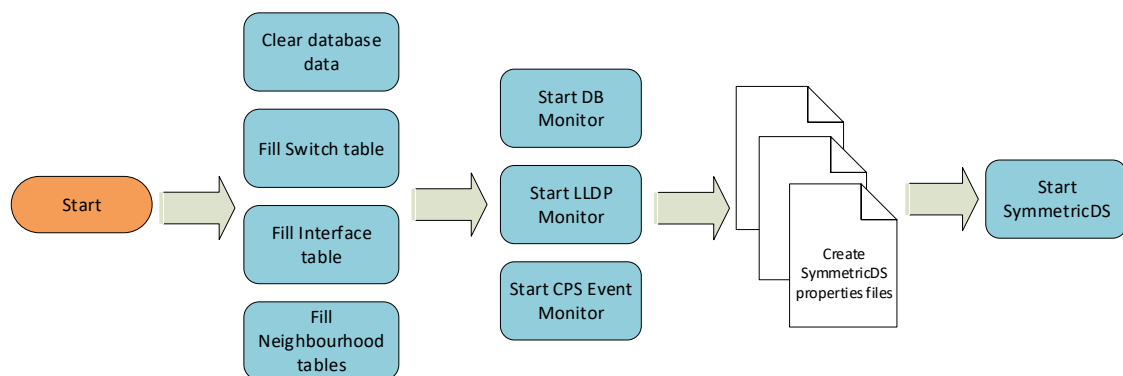 Start
Clear database
data
Fill Switch table
Fill Interface
table
Fill
Neighbourhood
tables
Start DB
Monitor
Start LLDP
Monitor
Start CPS Event
Monitor
Create
SymmetricDS
properties files
Start
SymmetricDS